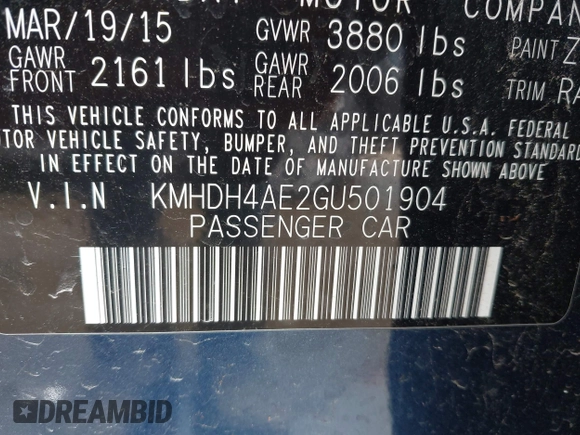 MOTOR COMPAN
MAR/19/15 GVWR 3880 lbs PAINT Z
GAWR FRONT 2161 lbs GAWR REAR 2006 lbs TRIM RA
THIS VEHICLE CONFORMS TO ALL APPLICABLE U.S.A. FEDERAL
TOR VEHICLE SAFETY, BUMPER, AND THEFT PREVENTION STANDARD
IN EFFECT ON THE DATE OF MANUFACTURE SHOWN ABOVE
V.I.N KMHDH4AE2GU501904
PASSENGER CAR
DREAMBID